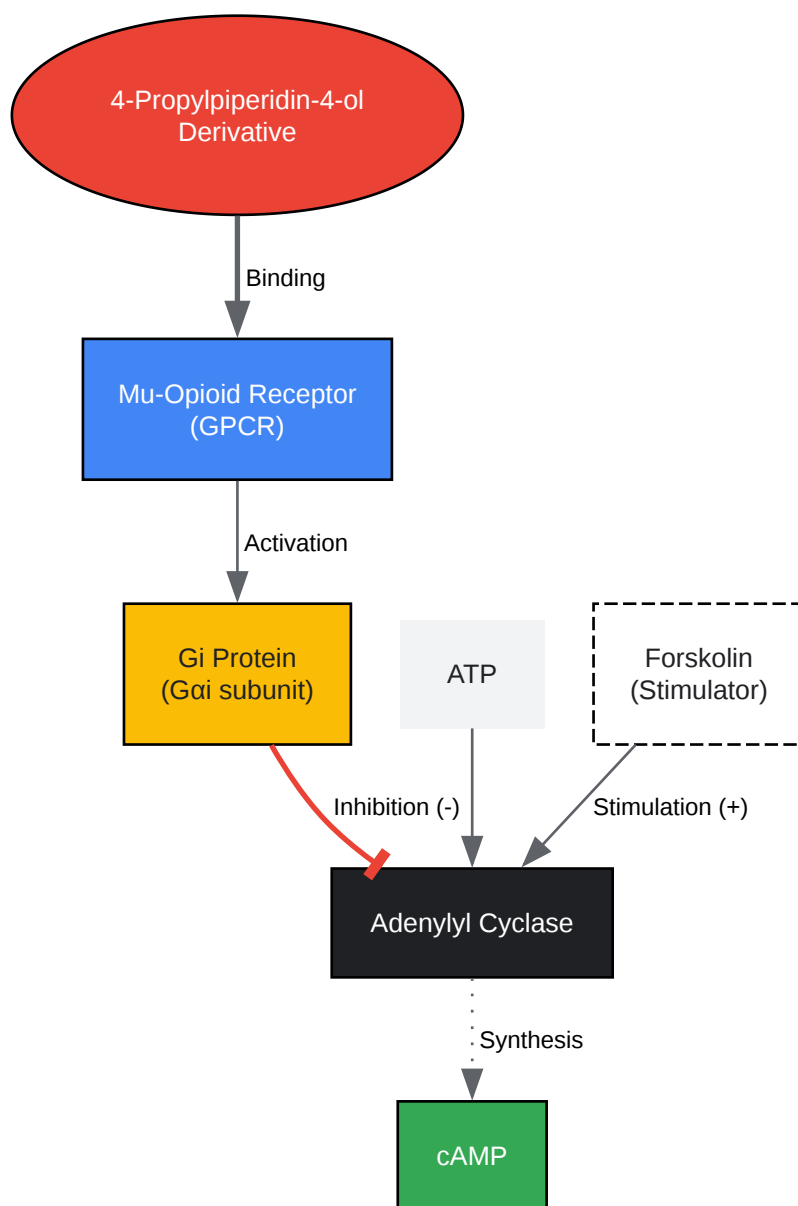 4-Propylpiperidin-4-ol
Derivative
Binding
Mu-Opioid Receptor
(GPCR)
Activation
Gi Protein
(Gαi subunit)
ATP
Forskolin
(Stimulator)
Inhibition (-)
Stimulation (+)
Adenylyl Cyclase
Synthesis
cAMP